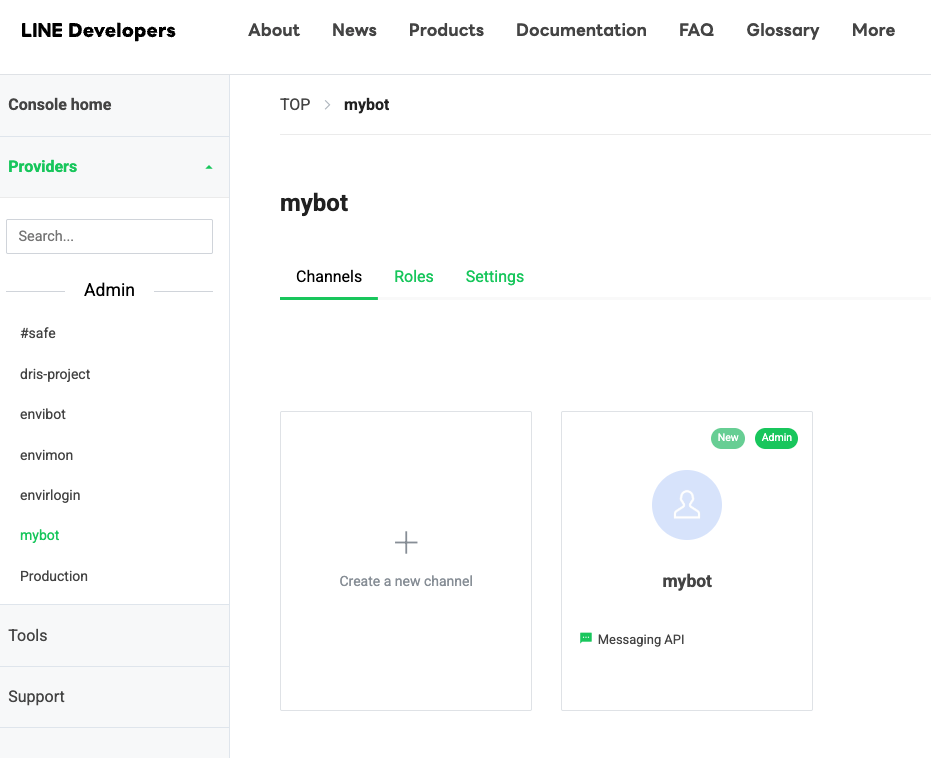 LINE Developers About News Products Documentation FAQ Glossary More
Console home
Providers
Search...
Admin
#safe
dris-project
envibot
envimon
envirlogin
mybot
Production
Tools
Support
TOP > mybot
mybot
Channels Roles Settings
Create a new channel
New Admin
mybot
Messaging API